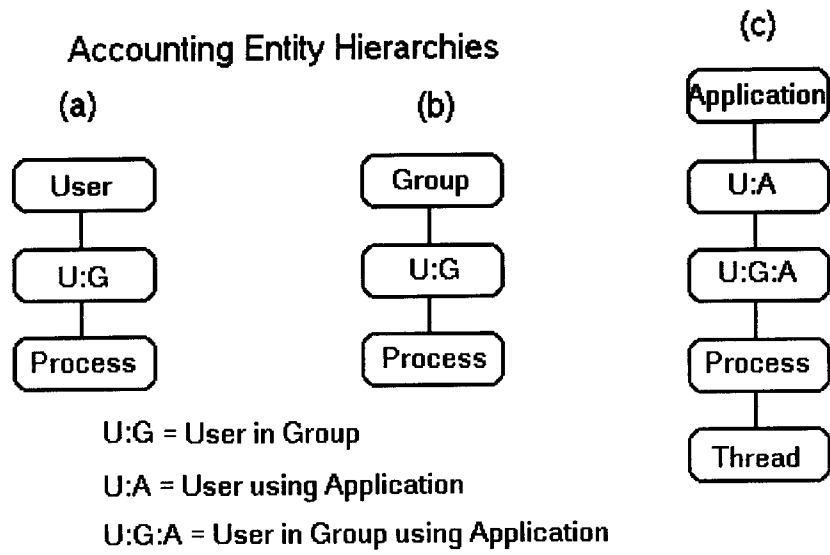 Accounting Entity Hierarchies
(a)
User
U:G
Process
(b)
Group
U:G
Process
(c)
Application
U:A
U:G:A
Process
Thread
U:G = User in Group
U:A = User using Application
U:G:A = User in Group using Application